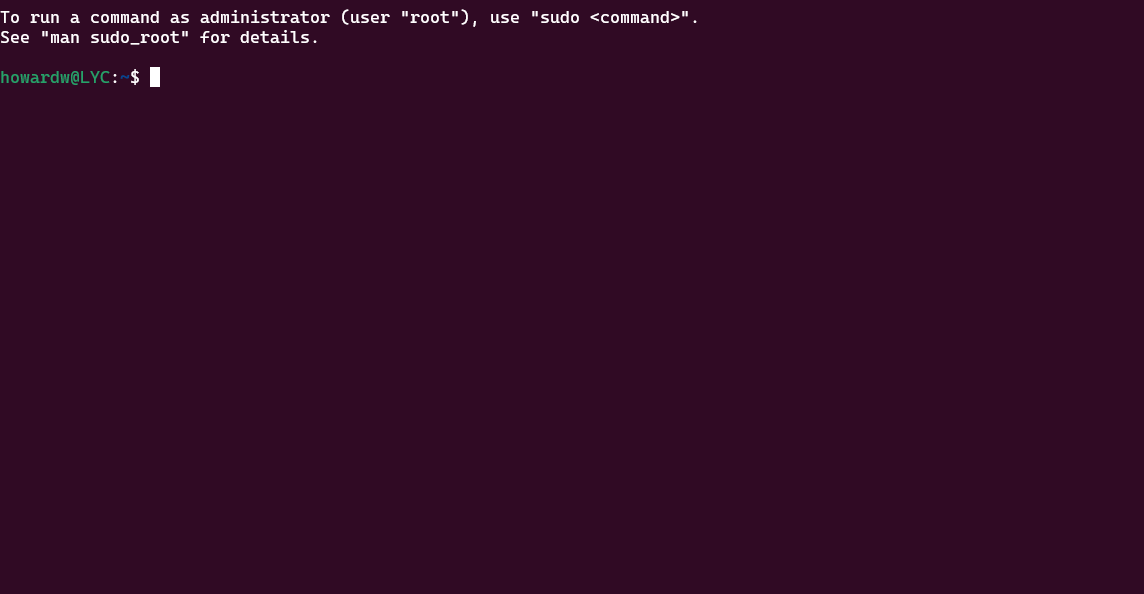 To run a command as administrator (user "root"), use "sudo <command>".
See "man sudo_root" for details.
howardw@LYC:~$